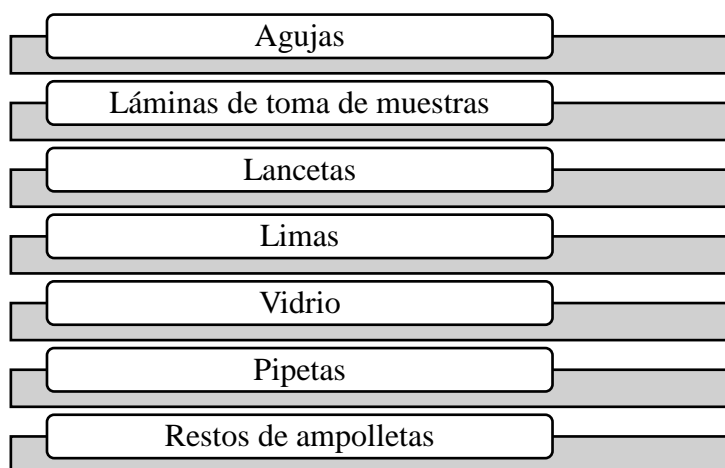 Agujas
Láminas de toma de muestras
Lancetas
Limas
Vidrio
Pipetas
Restos de ampolletas